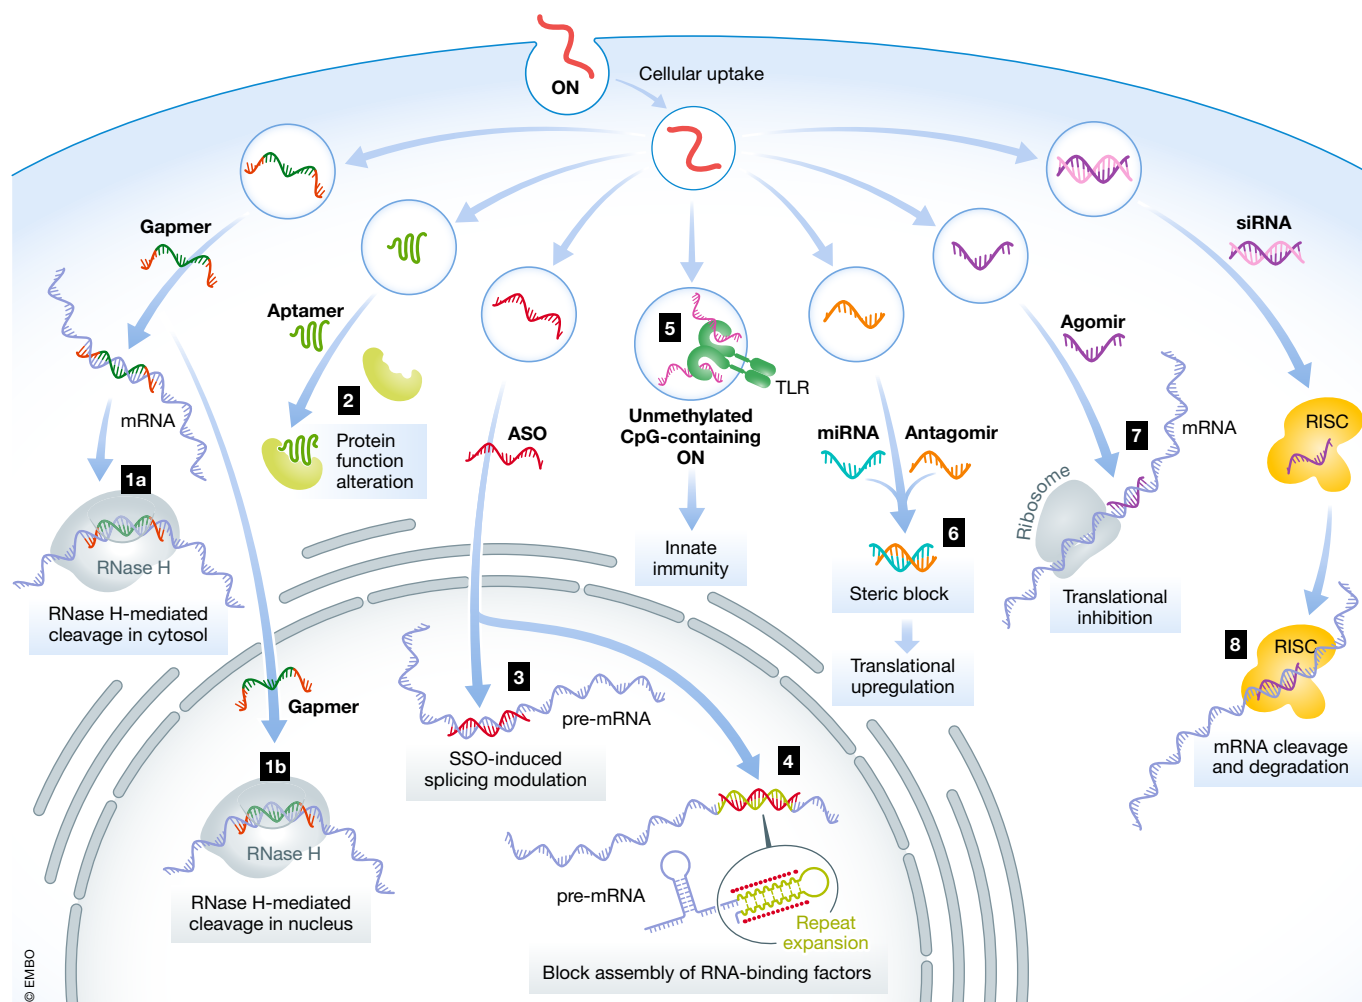 ON
Cellular uptake
Gapmer
mRNA
1a
RNase H
RNase H-mediated
cleavage in cytosol
Gapmer
1b
RNase H
RNase H-mediated
cleavage in nucleus
Aptamer
2
Protein
function
alteration
ASO
3
pre-mRNA
SSO-induced
splicing modulation
4
pre-mRNA
Repeat
expansion
Block assembly of RNA-binding factors
5
TLR
Unmethylated
CpG-containing
ON
Innate
immunity
miRNA
Antagomir
6
Steric block
Translational
upregulation
Agomir
7
mRNA
Ribosome
Translational
inhibition
siRNA
RISC
8
RISC
mRNA cleavage
and degradation
© EMBO